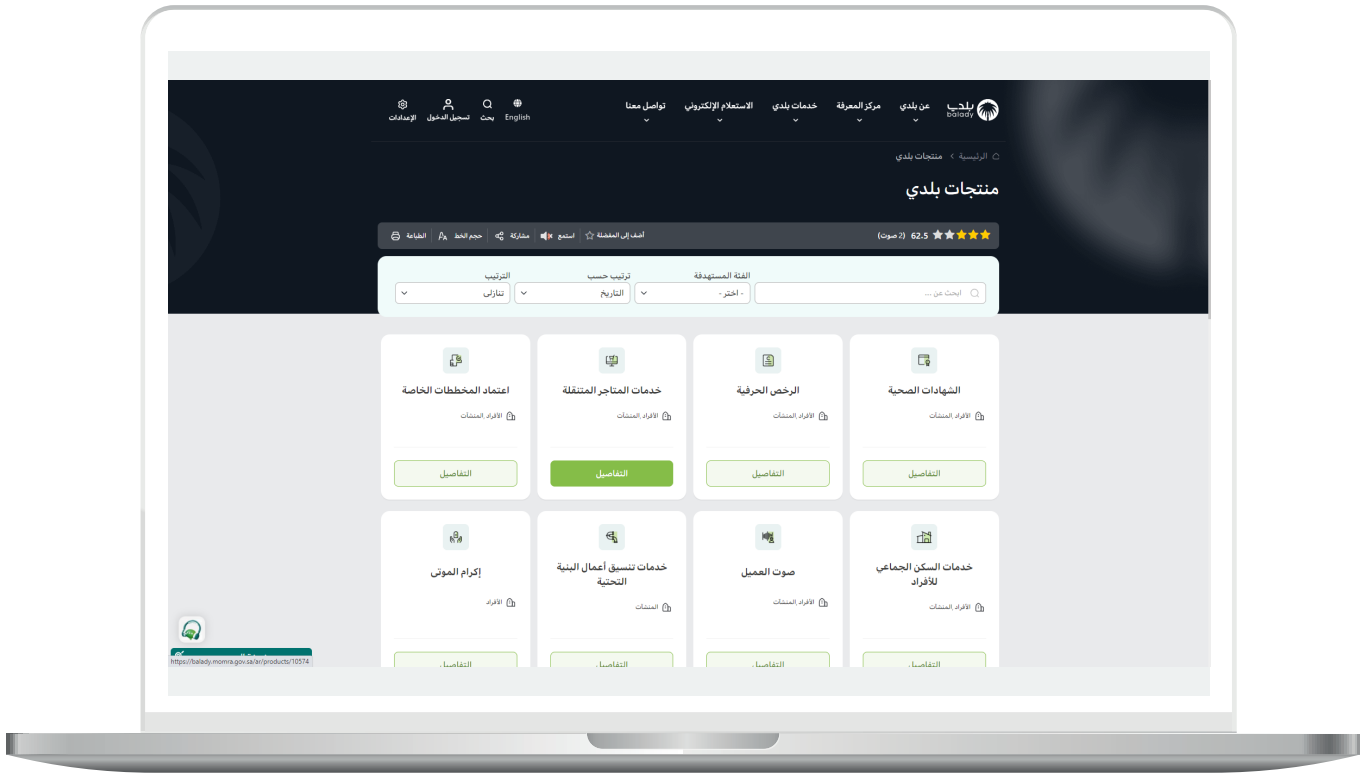 بلدي
balady
عن بلدي
مركز المعرفة
خدمات بلدي
الاستعلام الإلكتروني
تواصل معنا
English
بحث
تسجيل الدخول
الإعدادات
الرئيسية > منتجات بلدي
منتجات بلدي
62.5 (2 صوت)
أضف إلى المفضلة
استمع
مشاركة
حجم الخط
الطباعة
الفئة المستهدفة
ترتيب حسب
الترتيب
ابحث عن ...
- اختر -
التاريخ
تنازلي
الشهادات الصحية
الأفراد ,المنشآت
التفاصيل
الرخص الحرفية
الأفراد ,المنشآت
التفاصيل
خدمات المتاجر المتنقلة
الأفراد ,المنشآت
التفاصيل
اعتماد المخططات الخاصة
الأفراد ,المنشآت
التفاصيل
خدمات السكن الجماعي
للأفراد
الأفراد ,المنشآت
التفاصيل
صوت العميل
الأفراد ,المنشآت
التفاصيل
خدمات تنسيق أعمال البنية
التحتية
المنشآت
التفاصيل
إكرام الموتى
الأفراد
التفاصيل
https://balady.momra.gov.sa/ar/products/10574